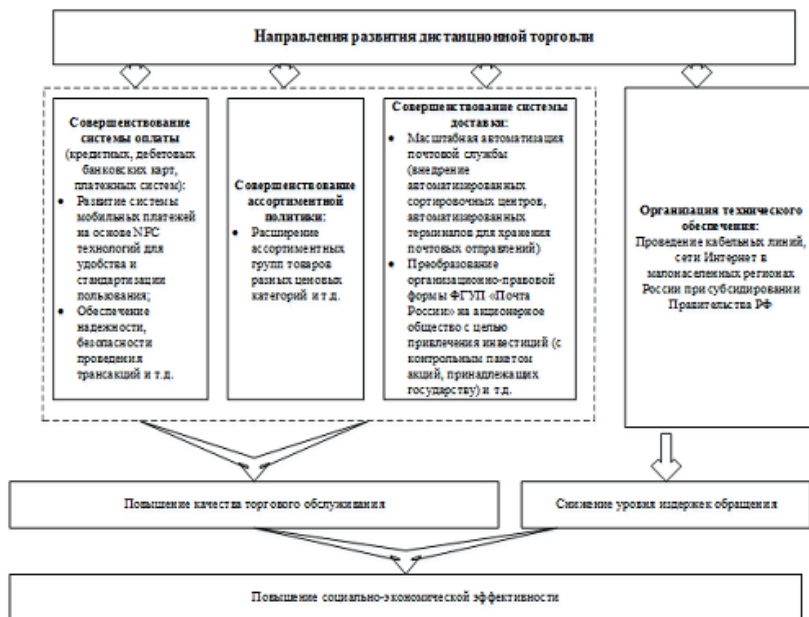 Направления развития дистанционной торговли
Совершенствование
системы оплаты
(кредитных, дебетовых
банковских карт,
платежных систем):
• Развитие системы
мобильных платежей
на основе NFC
технологий для
удобства и
стандартизации
пользования;
• Обеспечение
надежности,
безопасности
проведения
трансакций и т.д.
Совершенствование
ассортиментной
политики:
• Расширение
ассортиментных
групп товаров
разных ценовых
категорий и т.д.
Совершенствование системы
доставки:
• Масштабная автоматизация
почтовой службы
(внедрение
автоматизированных
сортировочных центров,
автоматизированных
терминалов для хранения
почтовых отправлений)
• Преобразование
организационно-правовой
формы ФГУП «Почта
России» на акционерное
общество с целью
привлечения инвестиций (с
контрольным пакетом
акций, принадлежащих
государству) и т.д.
Организация технического
обеспечения:
Проведение кабельных линий,
сети Интернет в
малонаселенных регионах
России при субсидировании
Правительства РФ
Повышение качества торгового обслуживания
Снижение уровня издержек обращения
Повышение социально-экономической эффективности